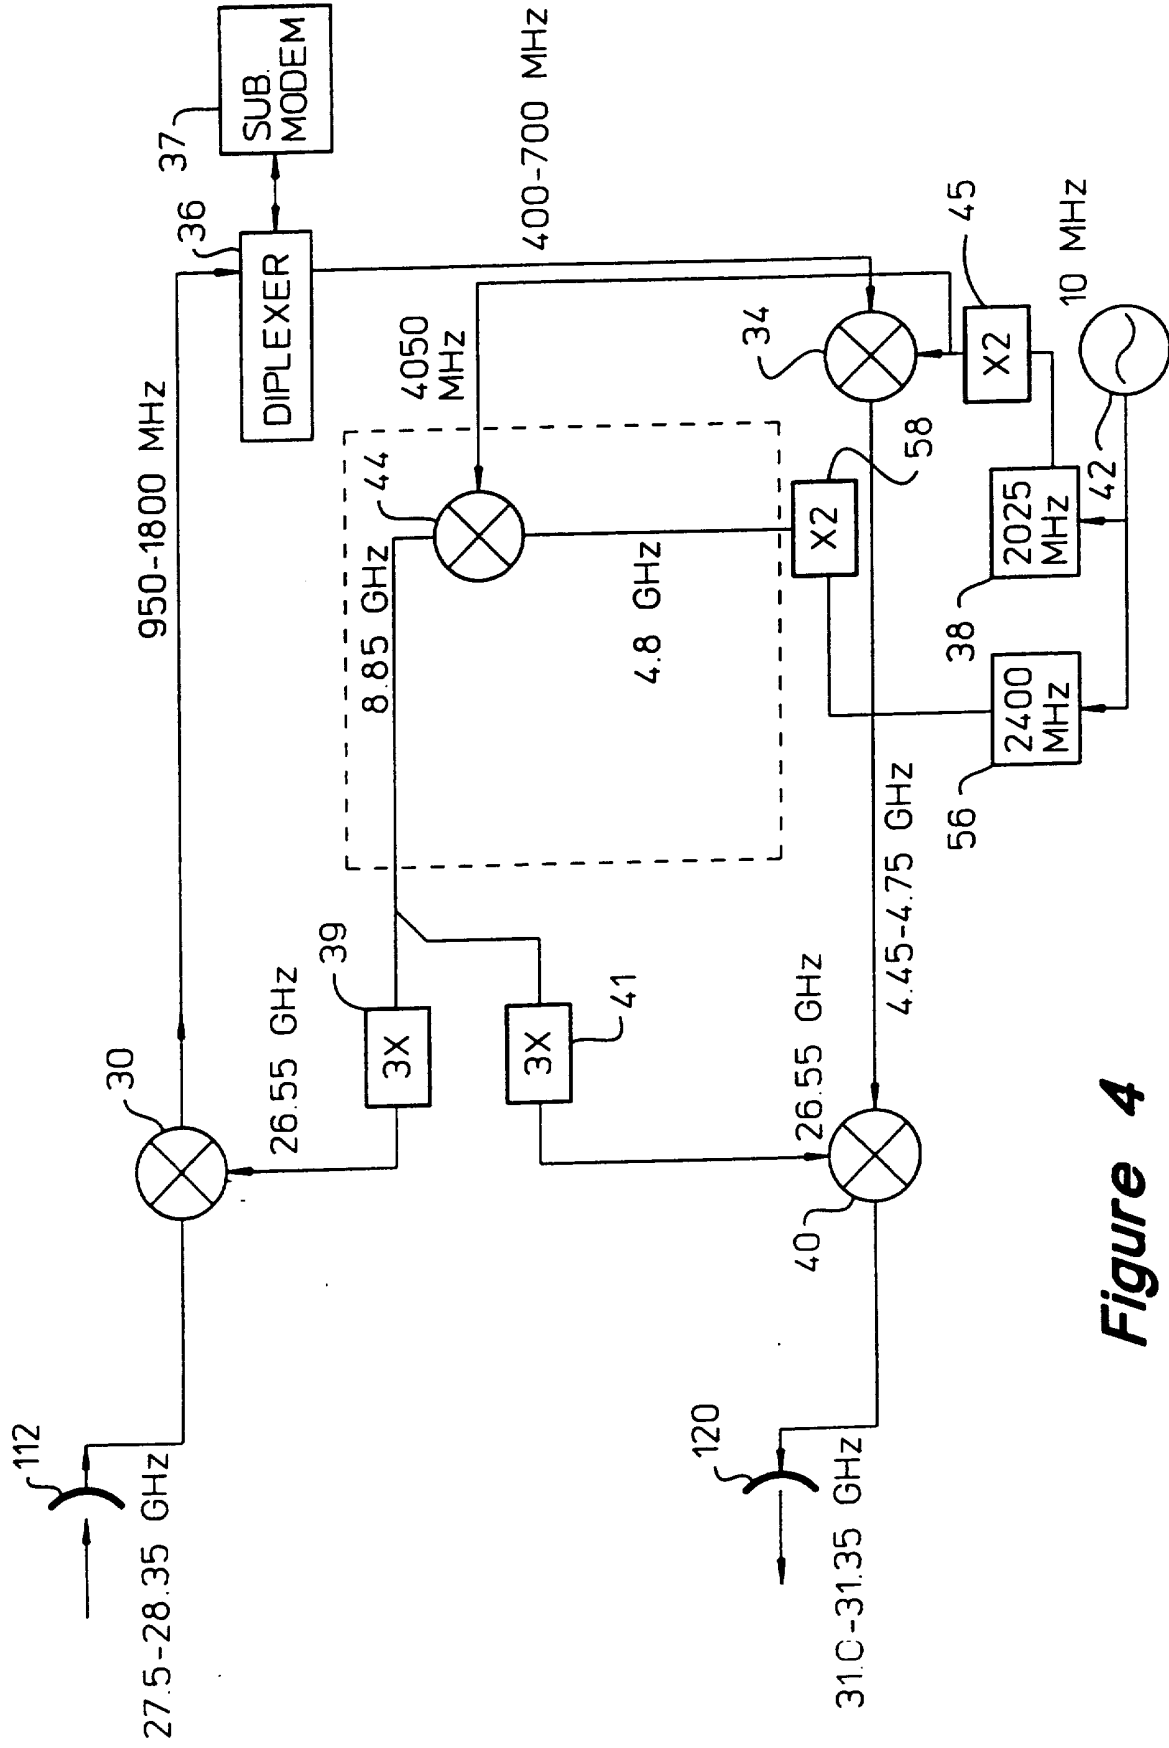 112
27.5-28.35 GHz
30
950-1800 MHz
36
37
DIPLEXER
SUB.
MODEM
26.55 GHz
39
3X
8.85 GHz
44
4050
MHz
400-700 MHz
3X
41
4.8 GHz
120
31.0-31.35 GHz
40
26.55 GHz
4.45-4.75 GHz
X2
58
34
X2
45
56
2400
MHz
38
2025
MHz
42
10 MHz
Figure 4